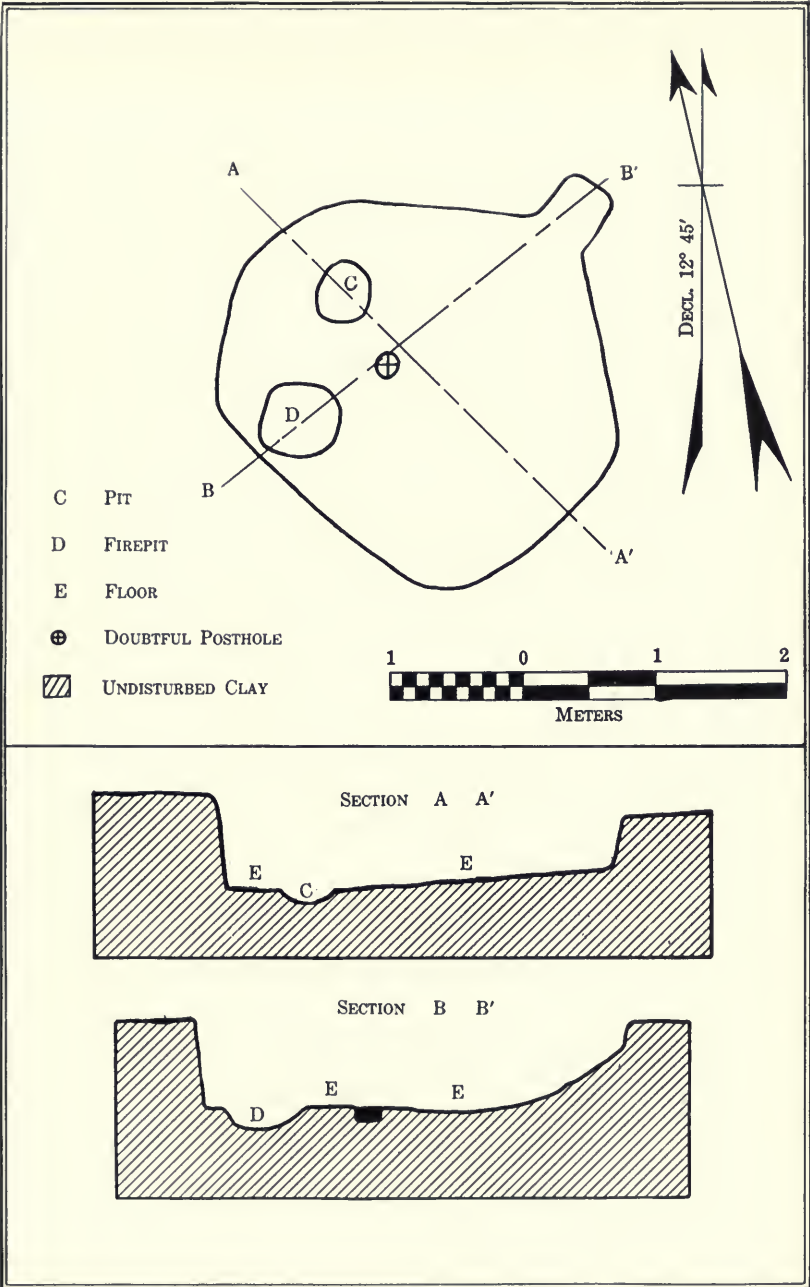 A
B′
C
DECL. 12° 45′
D
B
A′
C PIT
D FIREPIT
E FLOOR
⊕ DOUBTFUL POSTHOLE
UNDISTURBED CLAY
1 0 1 2
METERS
SECTION A A′
E
E
C
SECTION B B′
E
E
D